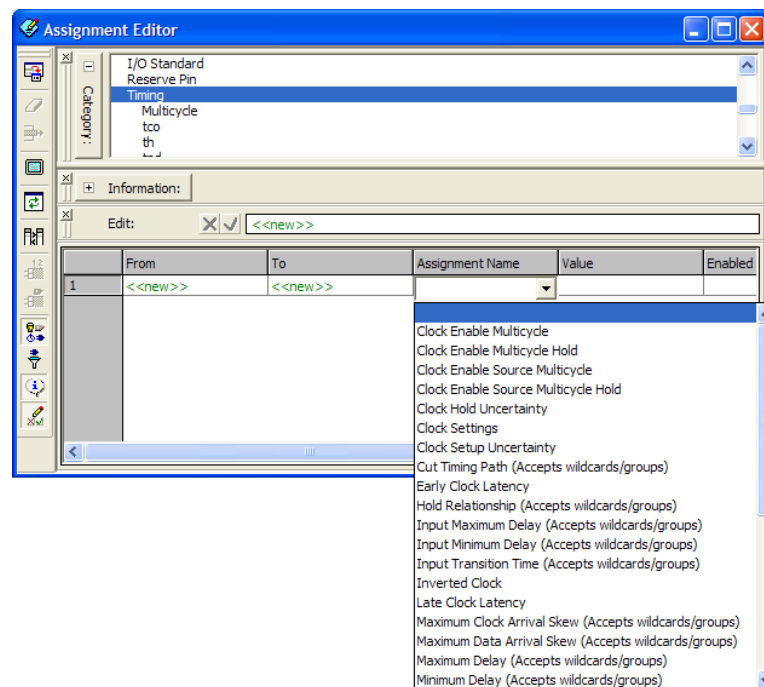 Assignment Editor
Category:
I/O Standard
Reserve Pin
Timing
Multicycle
tco
th
Information:
Edit:
<<new>>
From To Assignment Name Value Enabled
1 <<new>> <<new>>
Clock Enable Multicycle
Clock Enable Multicycle Hold
Clock Enable Source Multicycle
Clock Enable Source Multicycle Hold
Clock Hold Uncertainty
Clock Settings
Clock Setup Uncertainty
Cut Timing Path (Accepts wildcards/groups)
Early Clock Latency
Hold Relationship (Accepts wildcards/groups)
Input Maximum Delay (Accepts wildcards/groups)
Input Minimum Delay (Accepts wildcards/groups)
Input Transition Time (Accepts wildcards/groups)
Inverted Clock
Late Clock Latency
Maximum Clock Arrival Skew (Accepts wildcards/groups)
Maximum Data Arrival Skew (Accepts wildcards/groups)
Maximum Delay (Accepts wildcards/groups)
Minimum Delay (Accepts wildcards/groups)